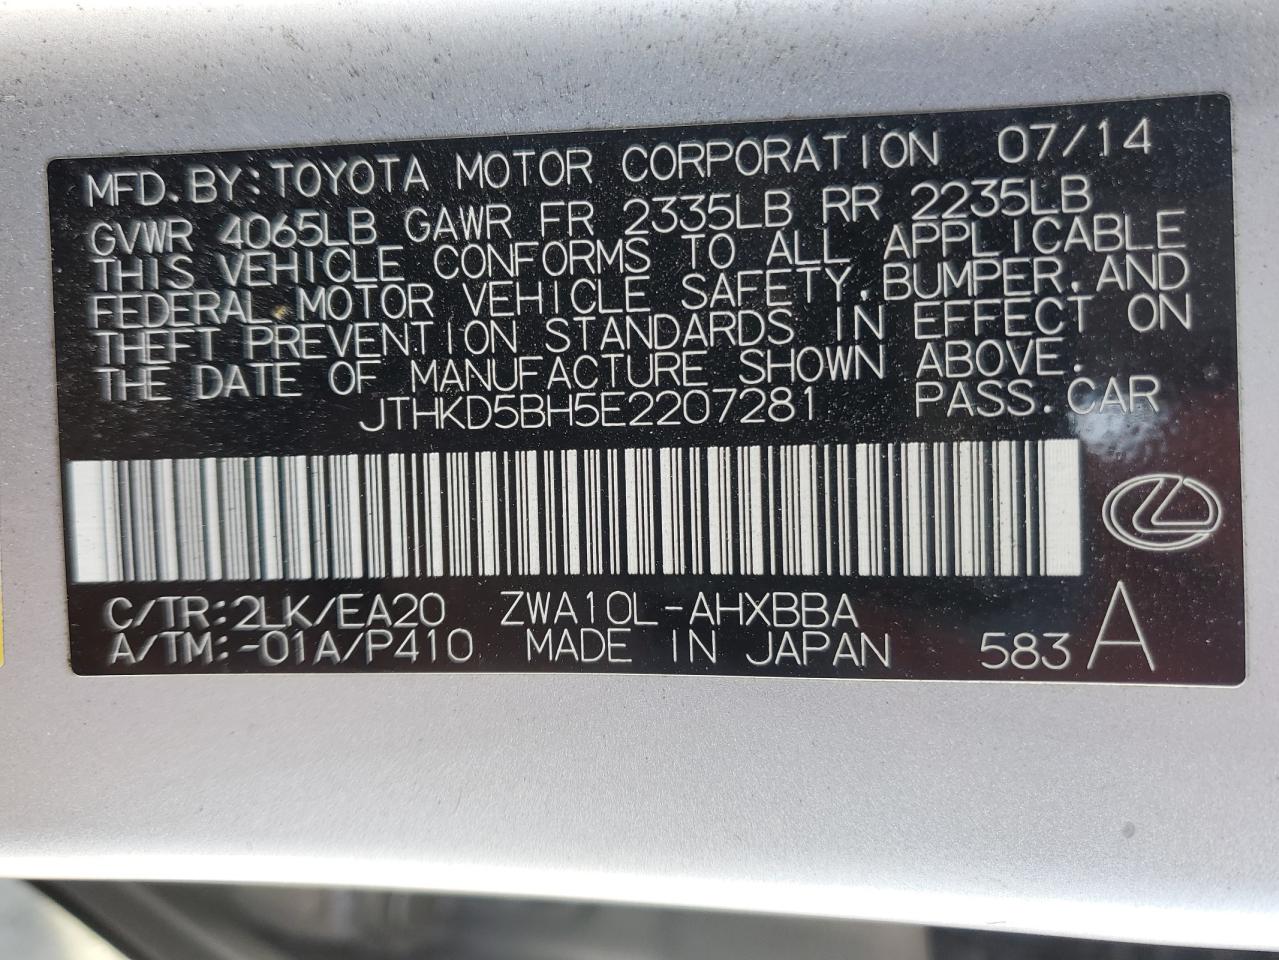 MFD.BY:TOYOTA MOTOR CORPORATION 07/14
GVWR 4065LB GAWR FR 2335LB RR 2235LB
THIS VEHICLE CONFORMS TO ALL APPLICABLE
FEDERAL MOTOR VEHICLE SAFETY,BUMPER,AND
THEFT PREVENTION STANDARDS IN EFFECT ON
THE DATE OF MANUFACTURE SHOWN ABOVE.
JTHKD5BH5E2207281 PASS.CAR
C/TR:2LK/EA20 ZWA10L-AHXBBA
A/TM:-01A/P410 MADE IN JAPAN 583 A